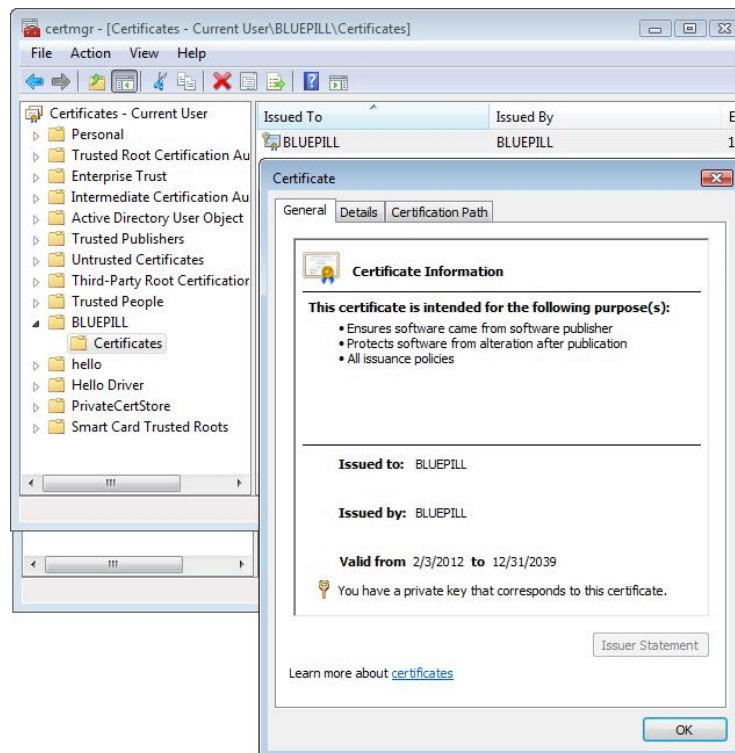 certmgr - [Certificates - Current User\BLUEPILL\Certificates]
File Action View Help
Certificates - Current User
Personal
Trusted Root Certification Au
Enterprise Trust
Intermediate Certification Au
Active Directory User Object
Trusted Publishers
Untrusted Certificates
Third-Party Root Certification
Trusted People
BLUEPILL
Certificates
hello
Hello Driver
PrivateCertStore
Smart Card Trusted Roots
Issued To Issued By E
BLUEPILL BLUEPILL 1
Certificate
General Details Certification Path
Certificate Information
This certificate is intended for the following purpose(s):
• Ensures software came from software publisher
• Protects software from alteration after publication
• All issuance policies
Issued to: BLUEPILL
Issued by: BLUEPILL
Valid from 2/3/2012 to 12/31/2039
You have a private key that corresponds to this certificate.
Issuer Statement
Learn more about certificates
OK